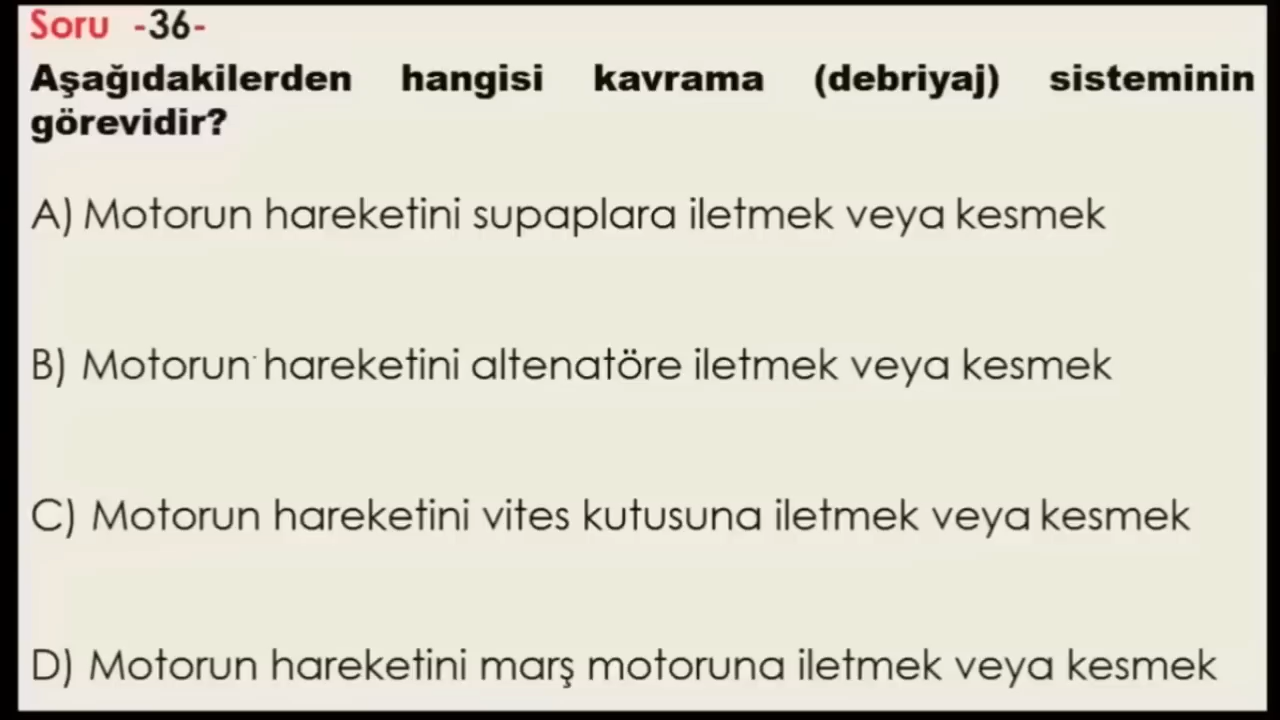 Soru -36-
Aşağıdakilerden hangisi kavrama (debriyaj) sisteminin
görevidir?
A) Motorun hareketini supaplara iletmek veya kesmek
B) Motorun hareketini altenatöre iletmek veya kesmek
C) Motorun hareketini vites kutusuna iletmek veya kesmek
D) Motorun hareketini marş motoruna iletmek veya kesmek